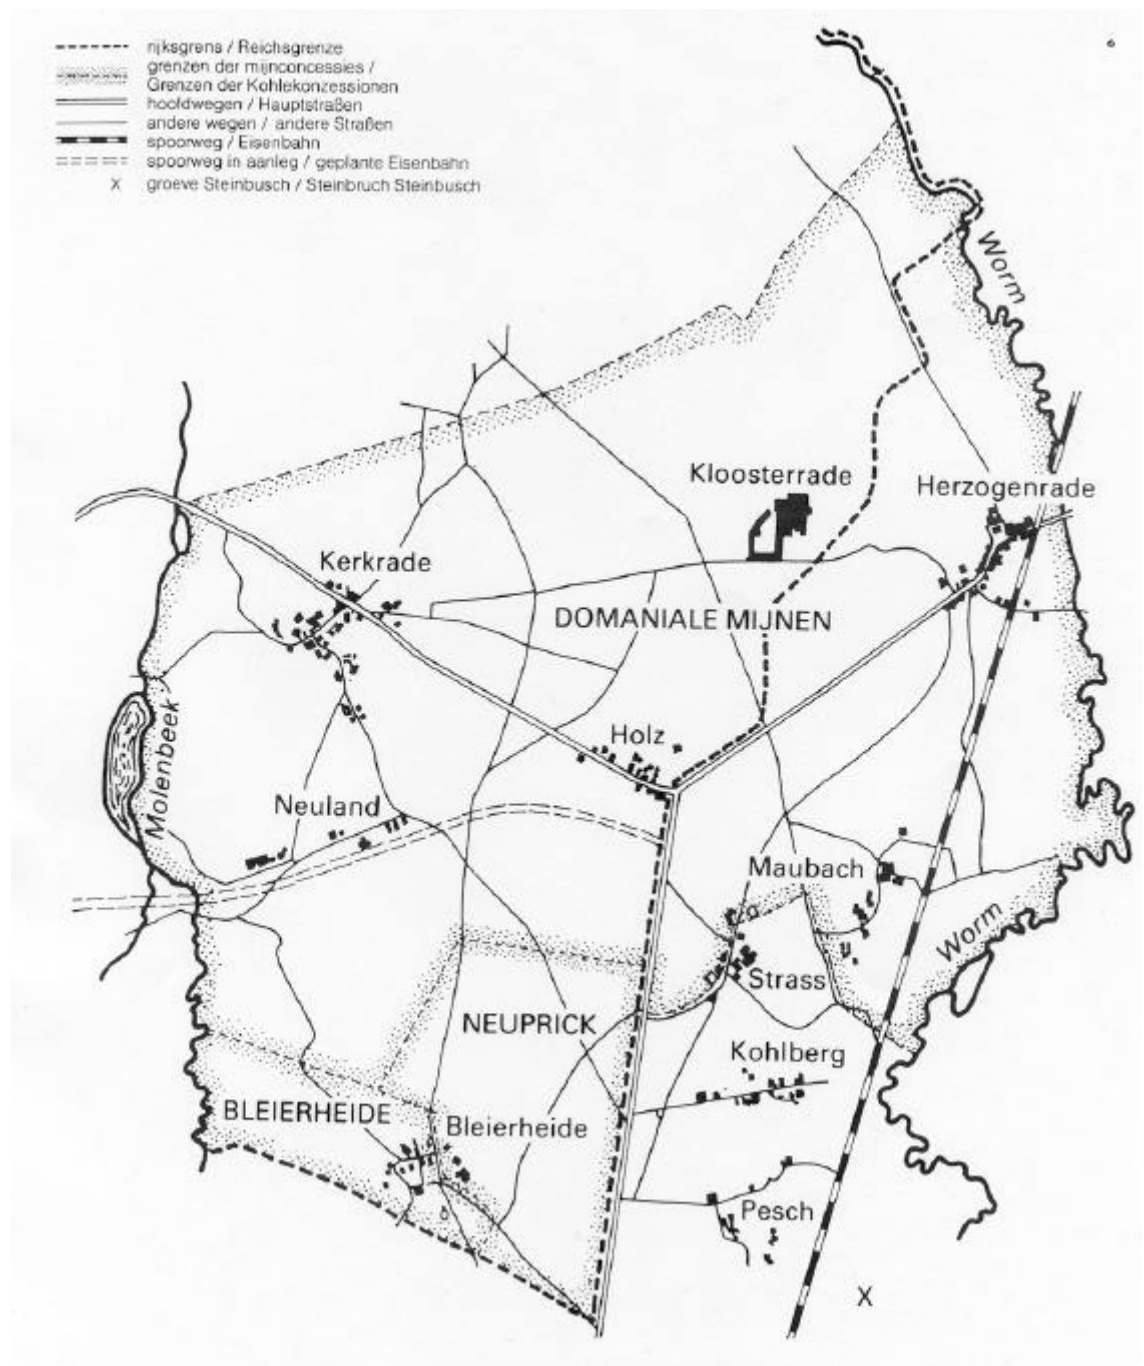 rijksgrens / Reichsgrenze
grenzen der mijnconcessies /
Grenzen der Kohlekonzessionen
hoofdwegen / Hauptstraßen
andere wegen / andere Straßen
spoorweg / Eisenbahn
spoorweg in aanleg / geplante Eisenbahn
X groeve Steinbusch / Steinbruch Steinbusch
Worm
Kloosterrade
Herzogenrade
Kerkrade
DOMANIALE MIJNEN
Holz
Molenbeek
Neuland
Maubach
Worm
Strass
NEUPRICK
Kohlberg
BLEIERHEIDE
Bleierheide
Pesch
X